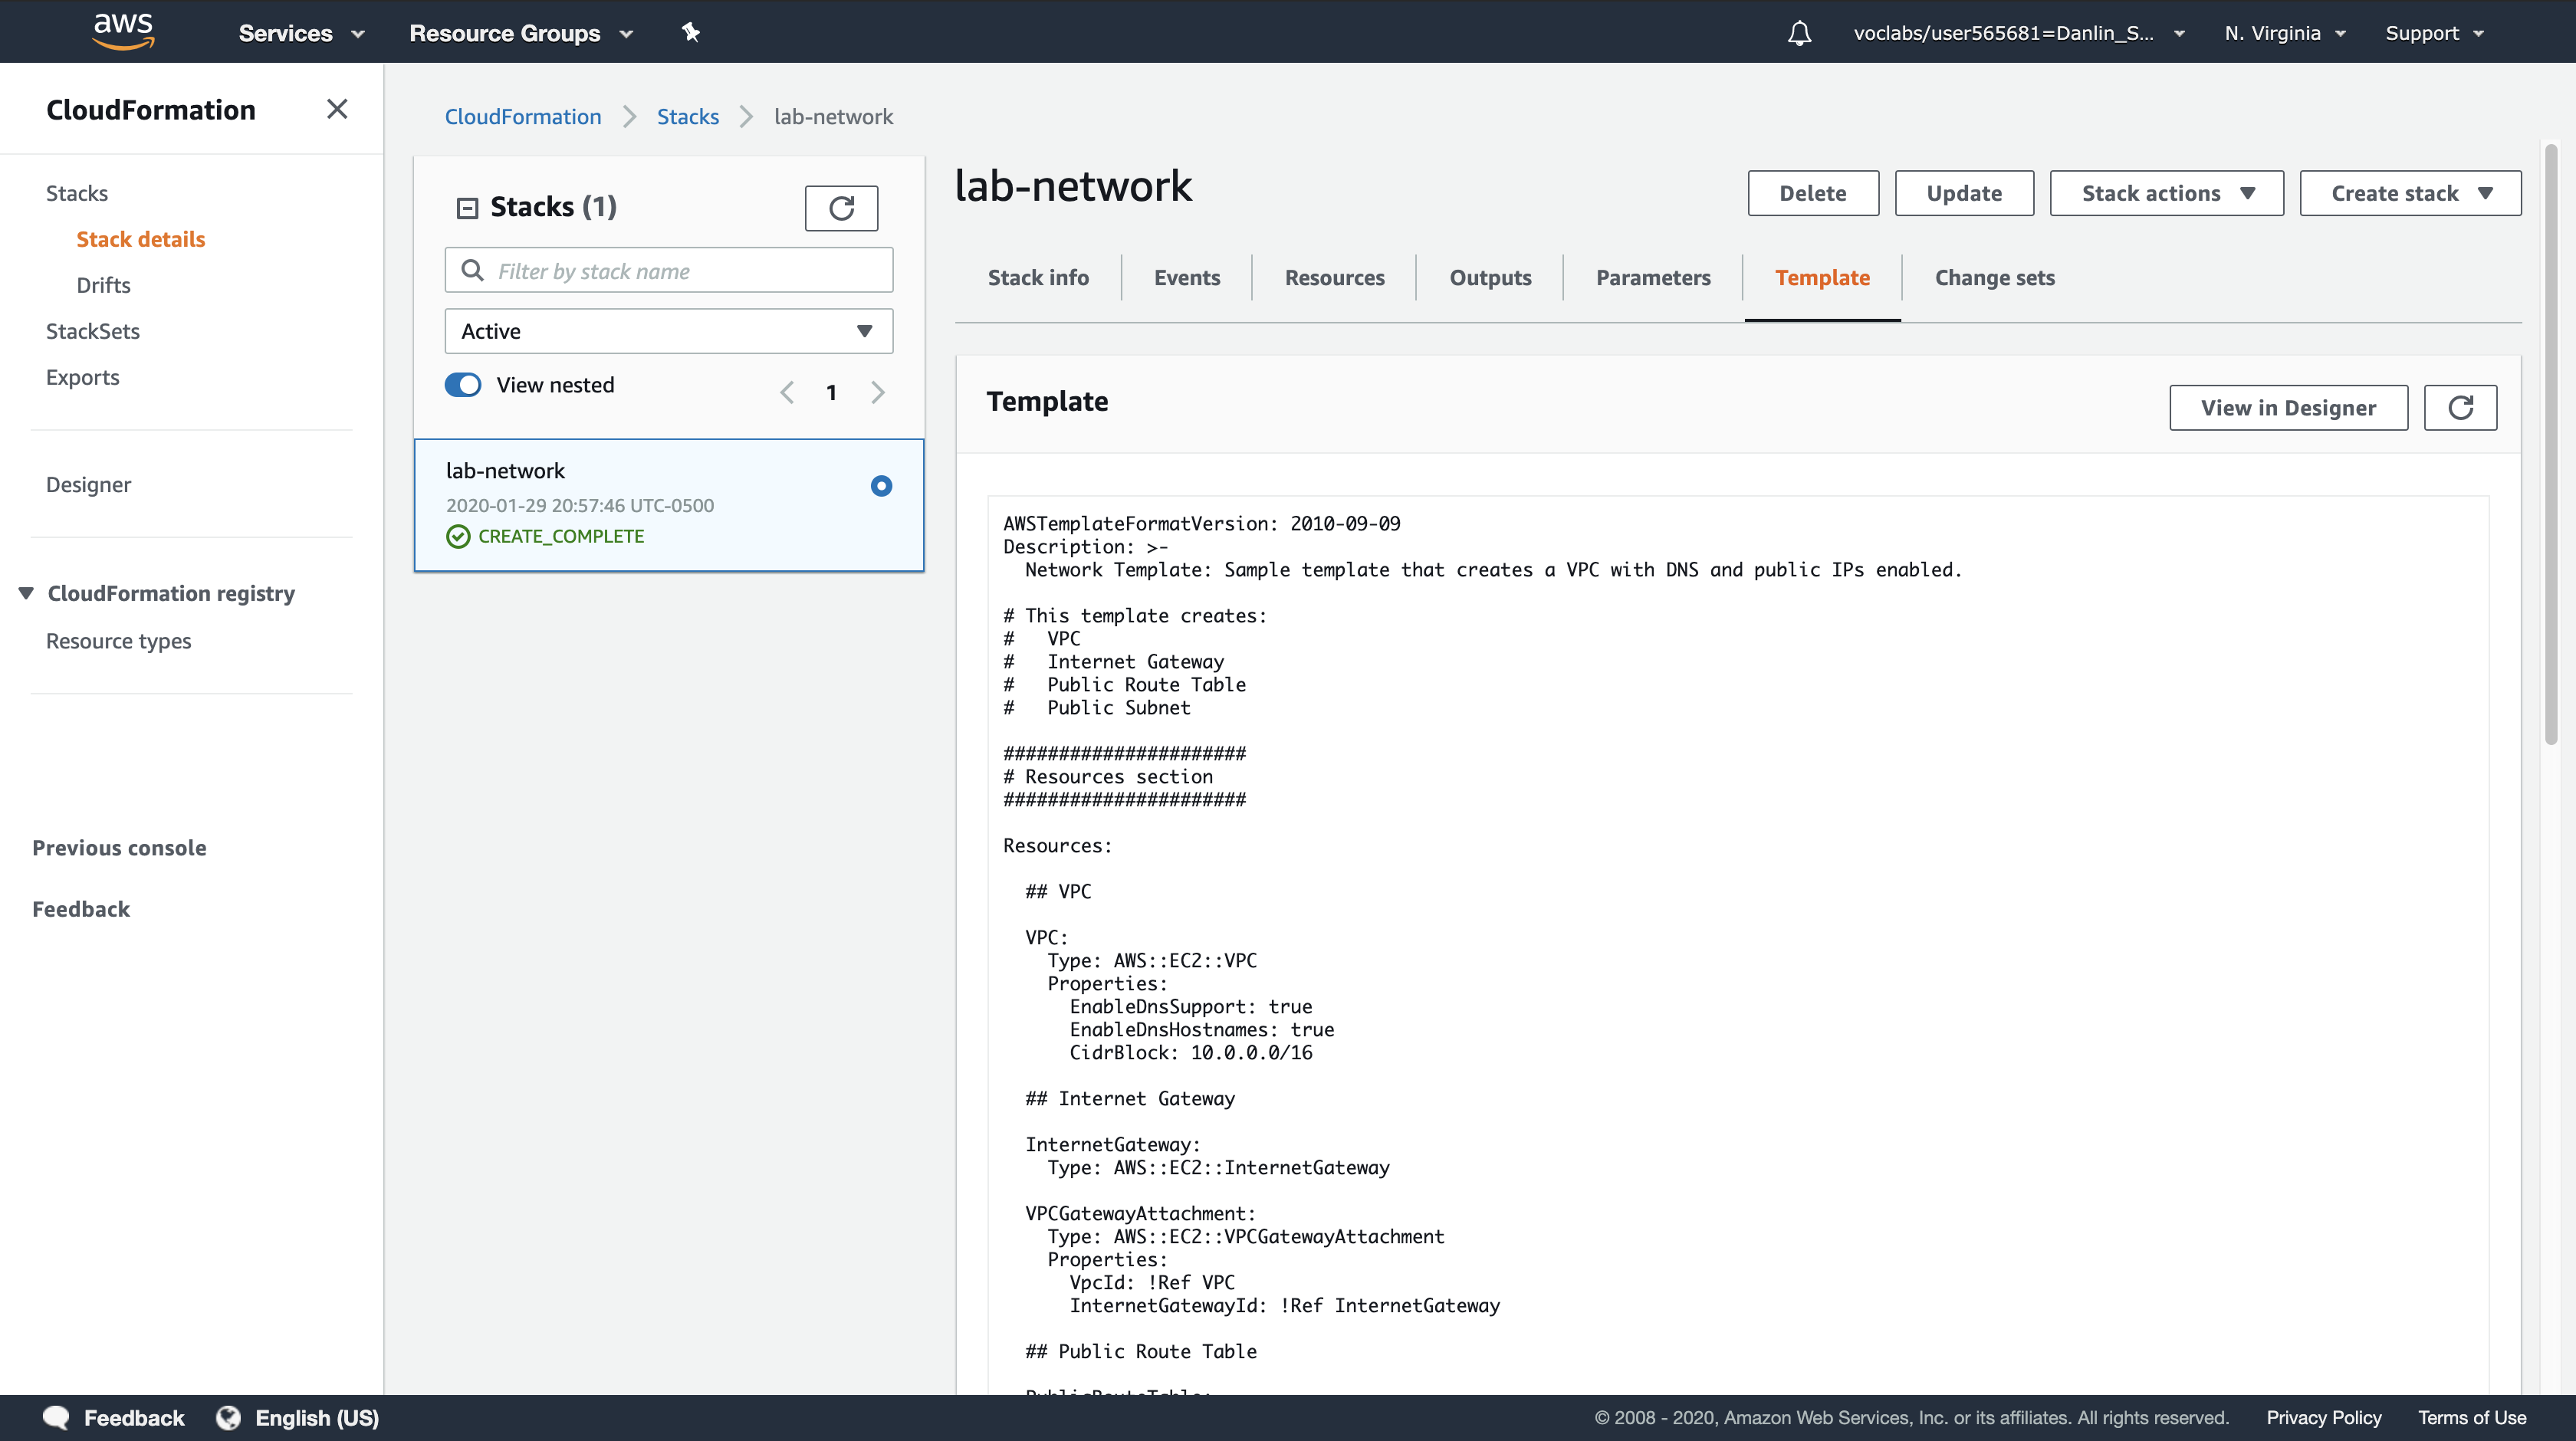 aws
Services
Resource Groups
voclabs/user565681=Danlin_S...
N. Virginia
Support
CloudFormation
Stacks
Stack details
Drifts
StackSets
Exports
Designer
CloudFormation registry
Resource types
Previous console
Feedback
CloudFormation
Stacks
lab-network
Stacks (1)
Filter by stack name
Active
View nested
1
lab-network
2020-01-29 20:57:46 UTC-0500
CREATE_COMPLETE
lab-network
Delete
Update
Stack actions
Create stack
Stack info
Events
Resources
Outputs
Parameters
Template
Change sets
Template
View in Designer
AWSTemplateFormatVersion: 2010-09-09
Description: >-
  Network Template: Sample template that creates a VPC with DNS and public IPs enabled.
# This template creates:
#   VPC
#   Internet Gateway
#   Public Route Table
#   Public Subnet
######################
# Resources section
######################
Resources:
  ## VPC
  VPC:
    Type: AWS::EC2::VPC
    Properties:
      EnableDnsSupport: true
      EnableDnsHostnames: true
      CidrBlock: 10.0.0.0/16
  ## Internet Gateway
  InternetGateway:
    Type: AWS::EC2::InternetGateway
  VPCGatewayAttachment:
    Type: AWS::EC2::VPCGatewayAttachment
    Properties:
      VpcId: !Ref VPC
      InternetGatewayId: !Ref InternetGateway
  ## Public Route Table
  PublicRouteTable:
Feedback
English (US)
© 2008 - 2020, Amazon Web Services, Inc. or its affiliates. All rights reserved.
Privacy Policy
Terms of Use